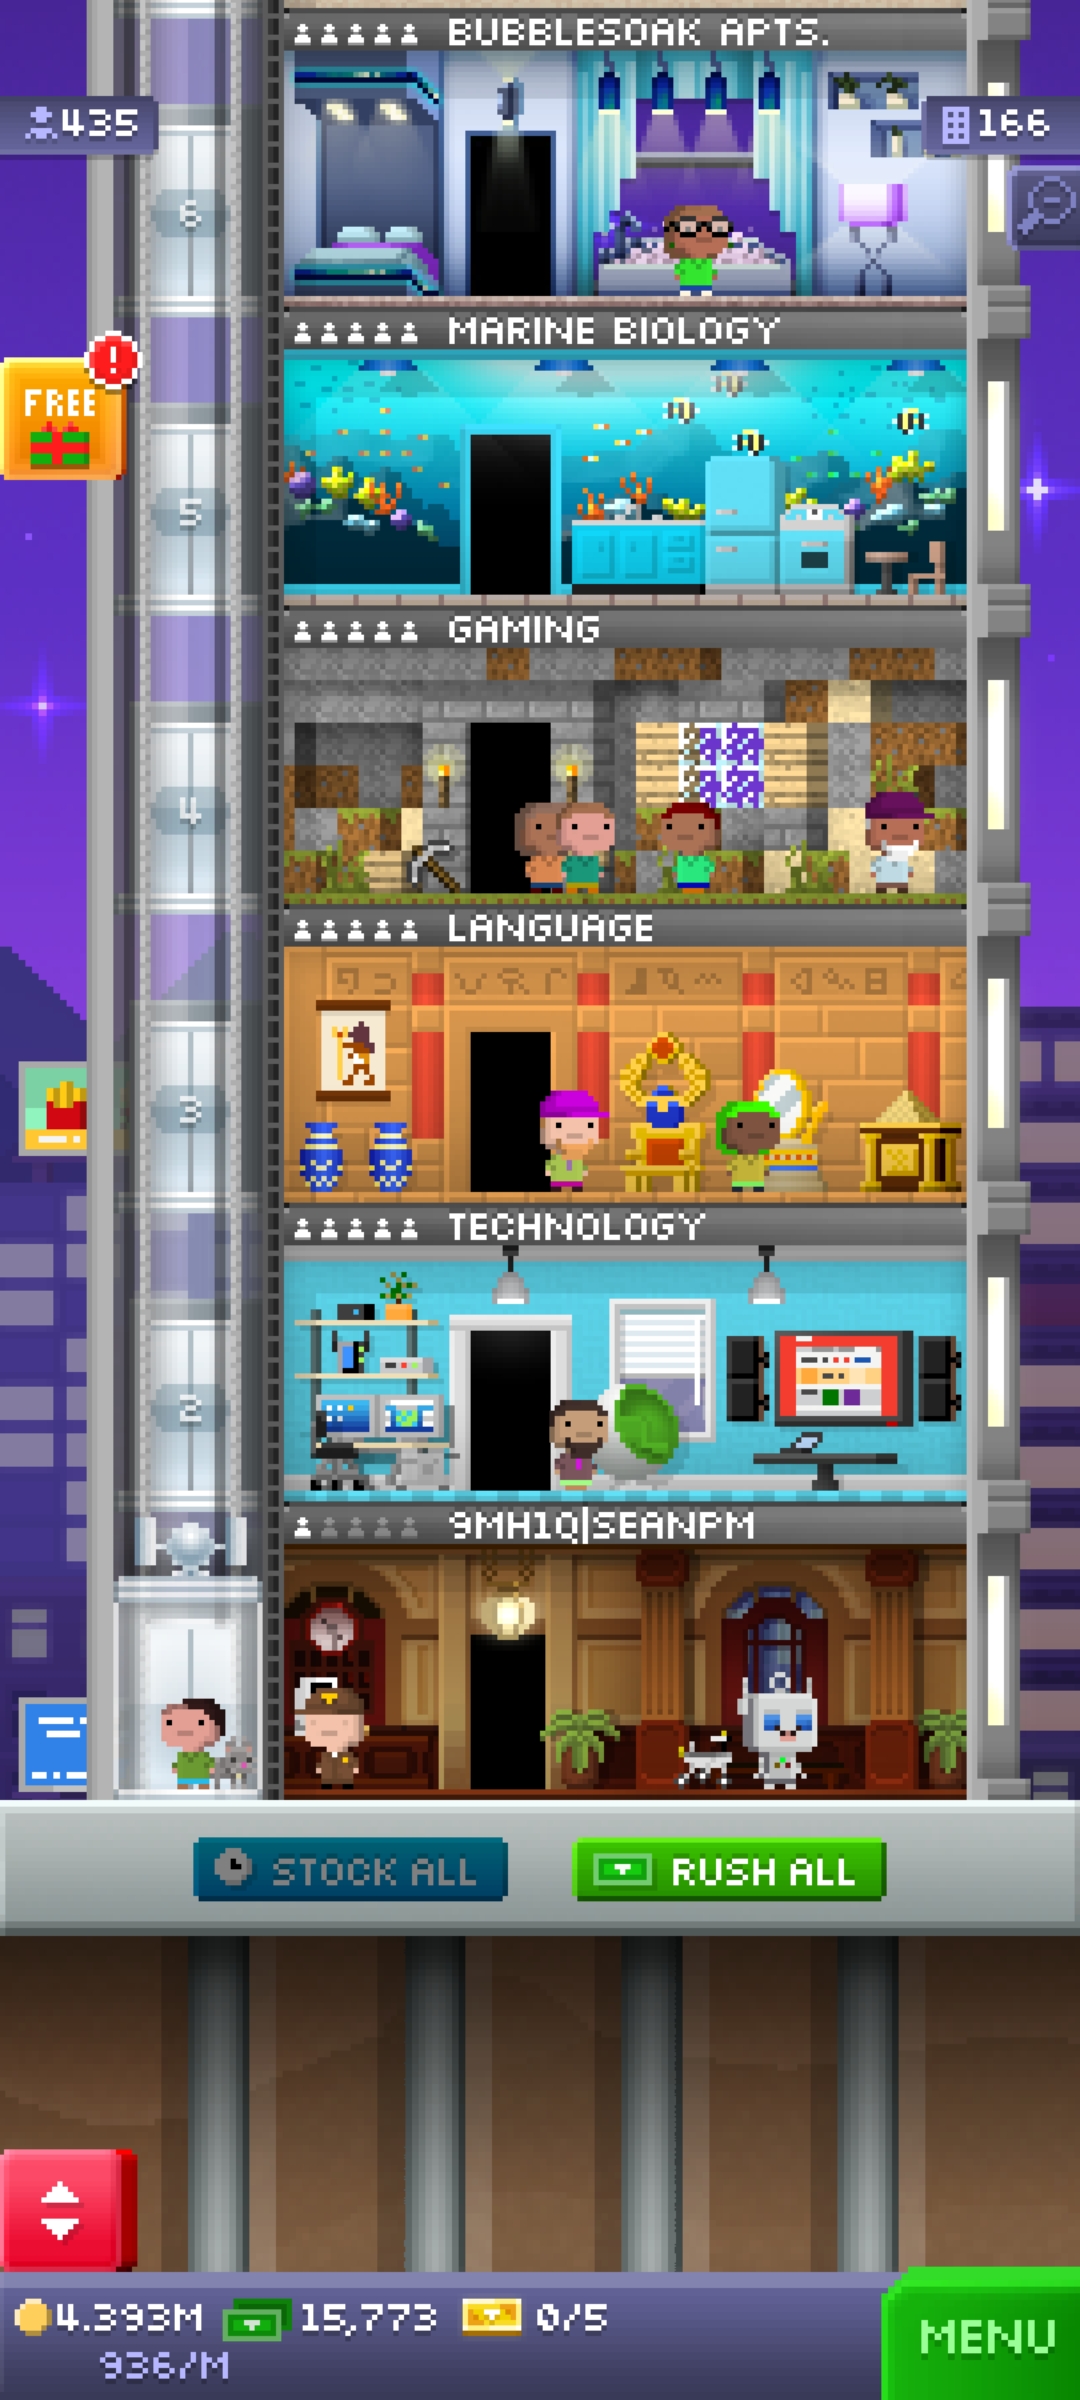 BUBBLESOAK APTS.
435
166
6
MARINE BIOLOGY
FREE
5
GAMING
4
LANGUAGE
3
TECHNOLOGY
2
9MH1Q|SEANPM
STOCK ALL
RUSH ALL
4.393M
15,773
0/5
MENU
936/M